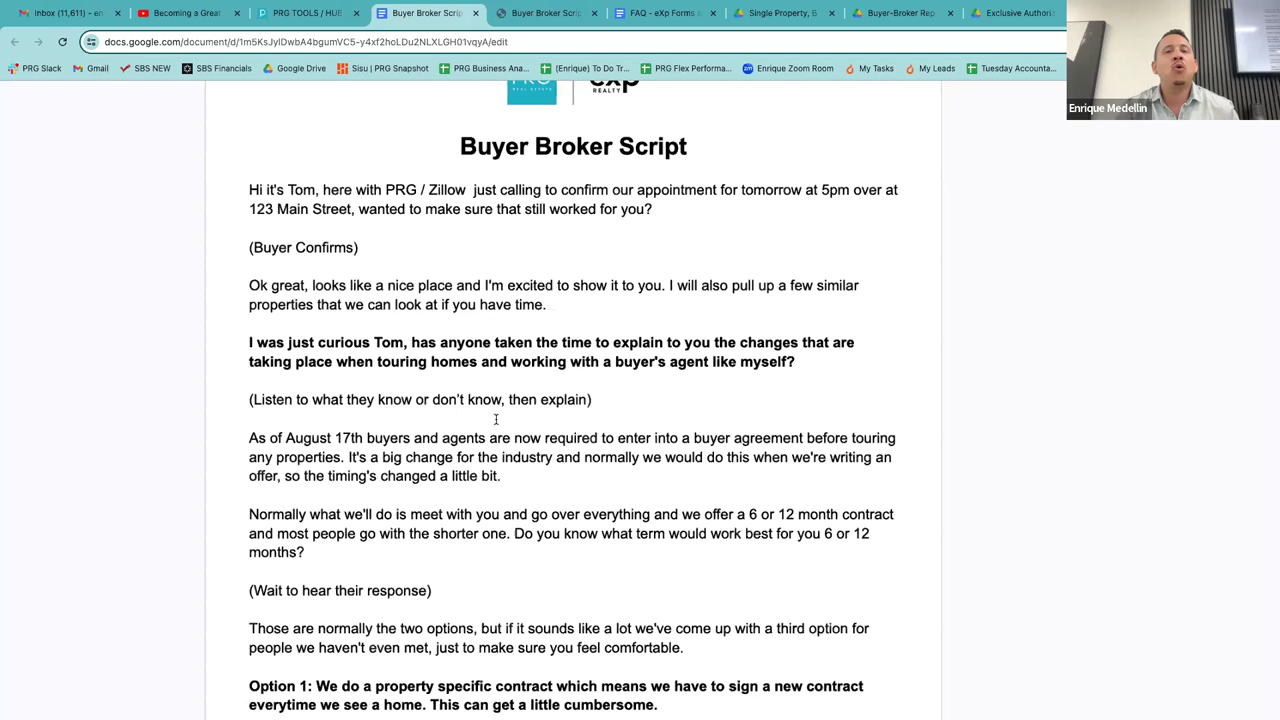 Inbox (11,611) - en
Becoming a Great
PRG TOOLS / HUB
Buyer Broker Scrip
Buyer Broker Scrip
FAQ - eXp Forms a
Single Property, B
Buyer-Broker Rep
Exclusive Authoriz
docs.google.com/document/d/1m5KsJylDwbA4bgumVC5-y4xf2hoLDu2NLXLGH01vqyA/edit
PRG Slack
Gmail
SBS NEW
SBS Financials
Google Drive
Sisu | PRG Snapshot
PRG Business Ana...
(Enrique) To Do Tr...
PRG Flex Performa...
Enrique Zoom Room
My Tasks
My Leads
Tuesday Accounta...
Enrique Medellin
REAL ESTATE
exp
REALTY
Buyer Broker Script
Hi it's Tom, here with PRG / Zillow just calling to confirm our appointment for tomorrow at 5pm over at
123 Main Street, wanted to make sure that still worked for you?
(Buyer Confirms)
Ok great, looks like a nice place and I'm excited to show it to you. I will also pull up a few similar
properties that we can look at if you have time.
I was just curious Tom, has anyone taken the time to explain to you the changes that are
taking place when touring homes and working with a buyer's agent like myself?
(Listen to what they know or don't know, then explain)
As of August 17th buyers and agents are now required to enter into a buyer agreement before touring
any properties. It's a big change for the industry and normally we would do this when we're writing an
offer, so the timing's changed a little bit.
Normally what we'll do is meet with you and go over everything and we offer a 6 or 12 month contract
and most people go with the shorter one. Do you know what term would work best for you 6 or 12
months?
(Wait to hear their response)
Those are normally the two options, but if it sounds like a lot we've come up with a third option for
people we haven't even met, just to make sure you feel comfortable.
Option 1: We do a property specific contract which means we have to sign a new contract
everytime we see a home. This can get a little cumbersome.